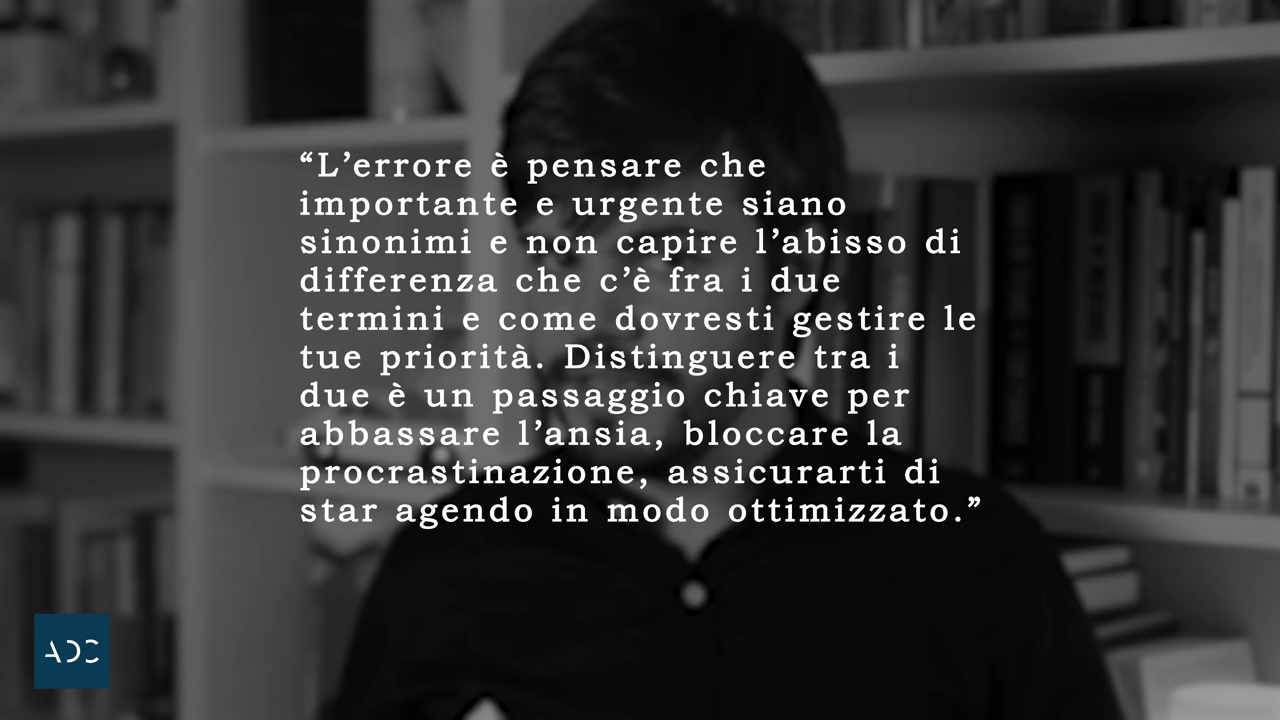 “L’errore è pensare che
importante e urgente siano
sinonimi e non capire l’abisso di
differenza che c’è fra i due
termini e come dovresti gestire le
tue priorità. Distinguere tra i
due è un passaggio chiave per
abbassare l’ansia, bloccare la
procrastinazione, assicurarti di
star agendo in modo ottimizzato.”
ADC